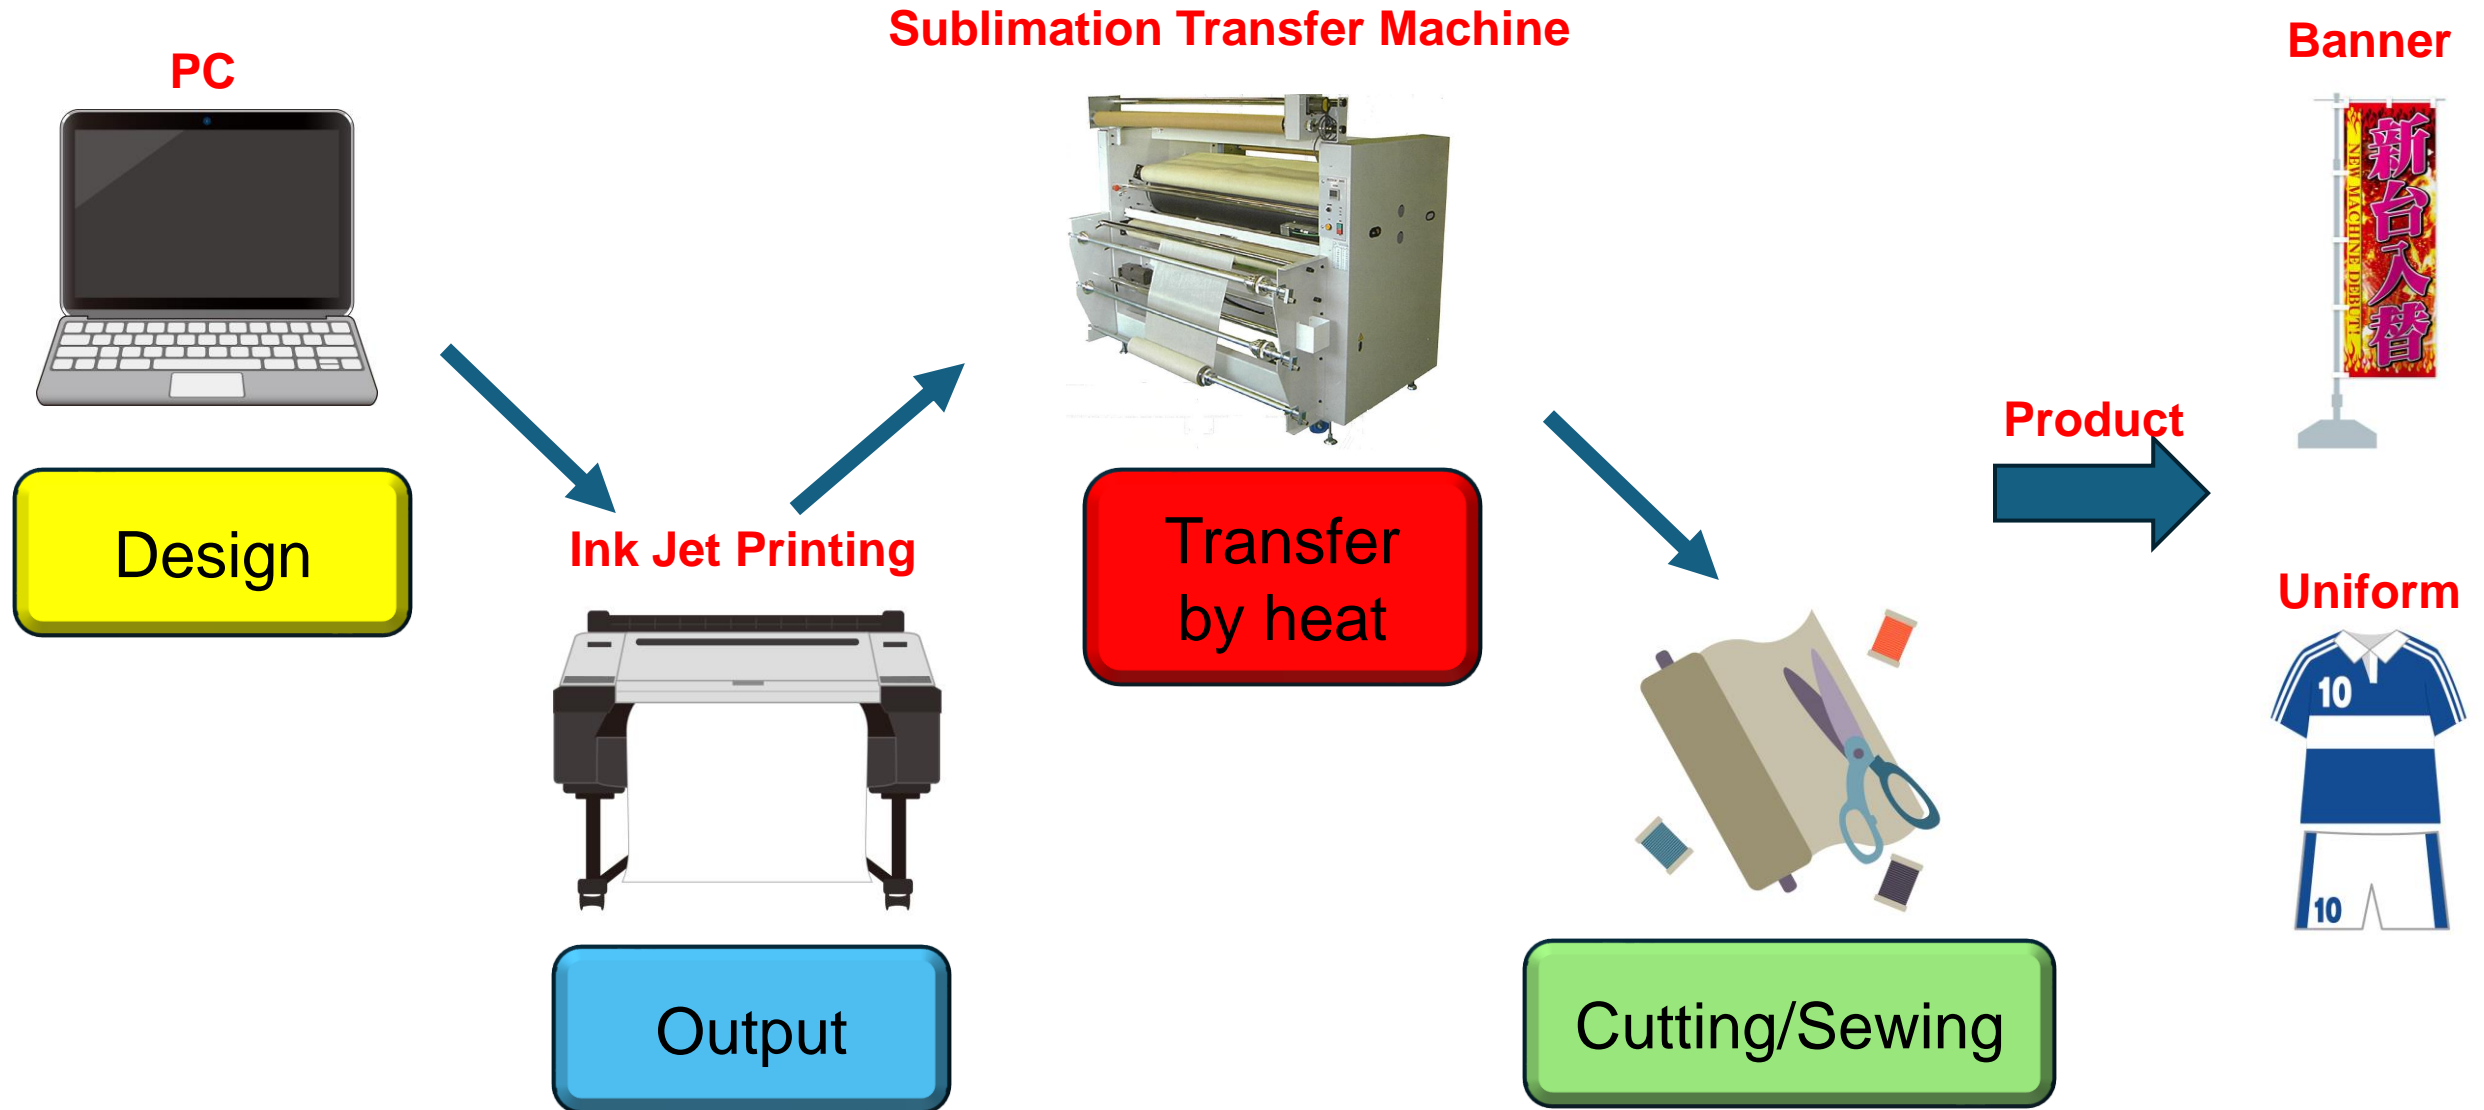 PC
Design
Ink Jet Printing
Output
Sublimation Transfer Machine
Transfer
by heat
Cutting/Sewing
Product
Banner
新台入替
NEW MACHINE DEBUT!
Uniform
10
10